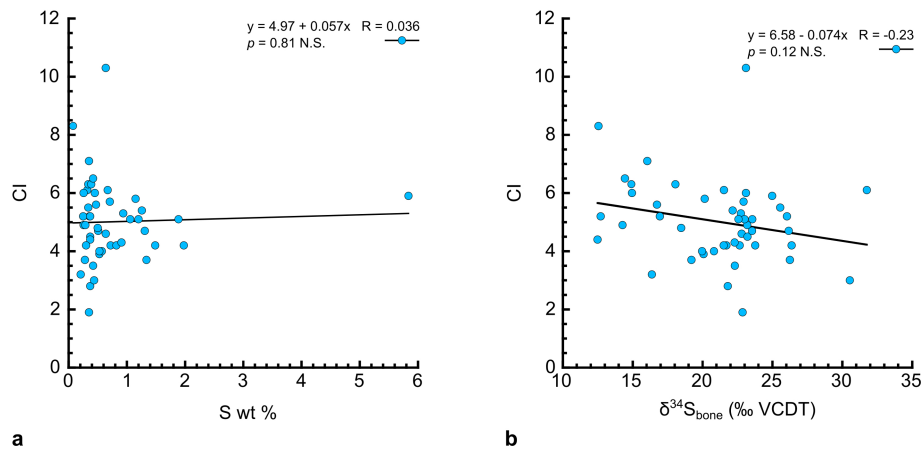 y = 4.97 + 0.057x R = 0.036
p = 0.81 N.S.
12
10
8
6
4
2
0
CI
0 1 2 3 4 5 6
S wt %
a
y = 6.58 - 0.074x R = -0.23
p = 0.12 N.S.
12
10
8
6
4
2
0
CI
10 15 20 25 30 35
δ³⁴S_bone (‰ VCDT)
b